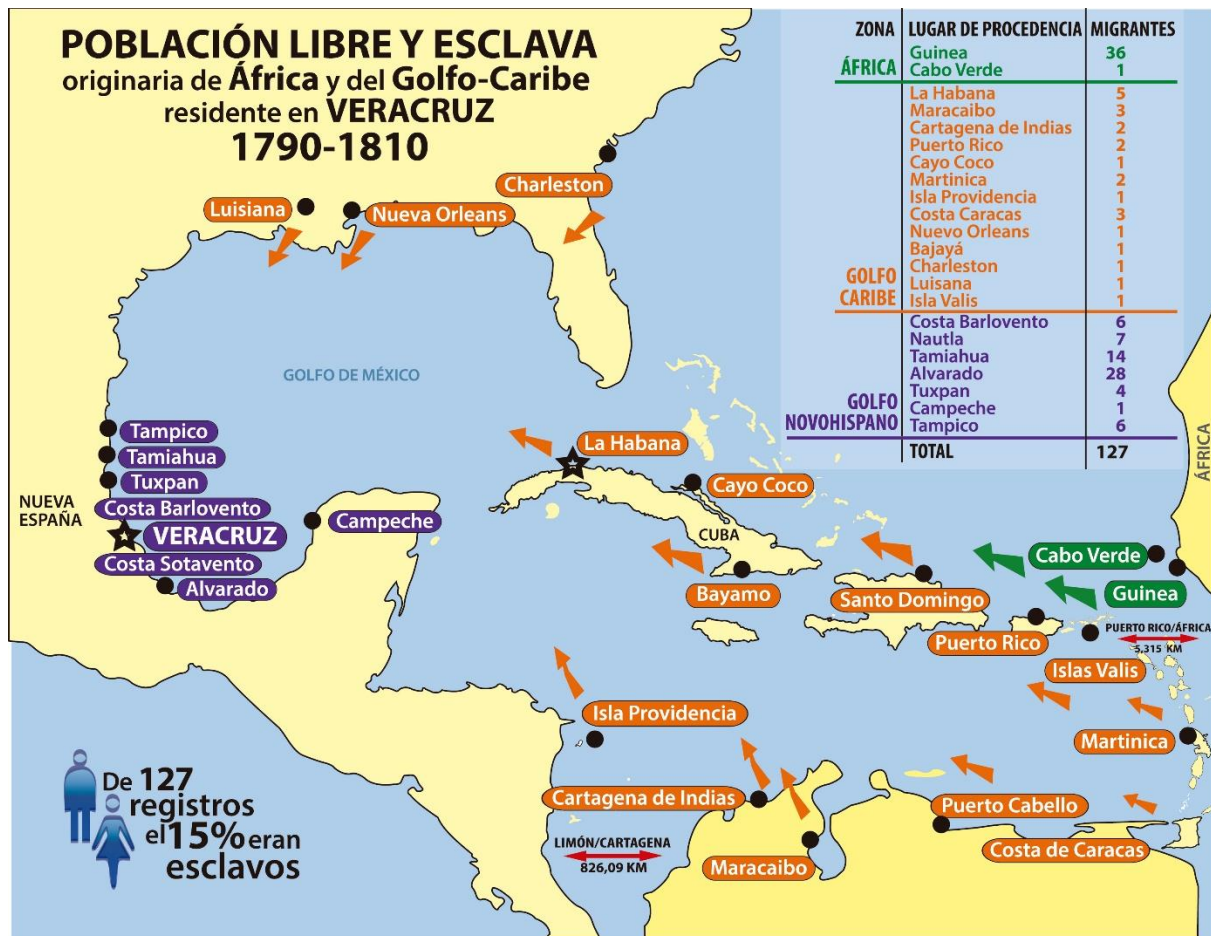 POBLACIÓN LIBRE Y ESCLAVA
originaria de África y del Golfo-Caribe
residente en VERACRUZ
1790-1810
ZONA LUGAR DE PROCEDENCIA MIGRANTES
ÁFRICA
Guinea 36
Cabo Verde 1
GOLFO
CARIBE
La Habana 5
Maracaibo 3
Cartagena de Indias 2
Puerto Rico 2
Cayo Coco 1
Martinica 2
Isla Providencia 1
Costa Caracas 3
Nuevo Orleans 1
Bajayá 1
Charleston 1
Luisana 1
Isla Valis 1
GOLFO
NOVOHISPANO
Costa Barlovento 6
Nautla 7
Tamiahua 14
Alvarado 28
Tuxpan 4
Campeche 1
Tampico 6
TOTAL 127
Charleston
Luisiana
Nueva Orleans
GOLFO DE MÉXICO
Tampico
Tamiahua
Tuxpan
NUEVA
ESPAÑA
Costa Barlovento
VERACRUZ
Costa Sotavento
Alvarado
Campeche
La Habana
Cayo Coco
CUBA
Bayamo
Santo Domingo
Puerto Rico
ÁFRICA
Cabo Verde
Guinea
PUERTO RICO/ÁFRICA
5,315 KM
Islas Valis
Martinica
Isla Providencia
Cartagena de Indias
LIMÓN/CARTAGENA
826,09 KM
Maracaibo
Puerto Cabello
Costa de Caracas
De 127
registros
el 15% eran
esclavos